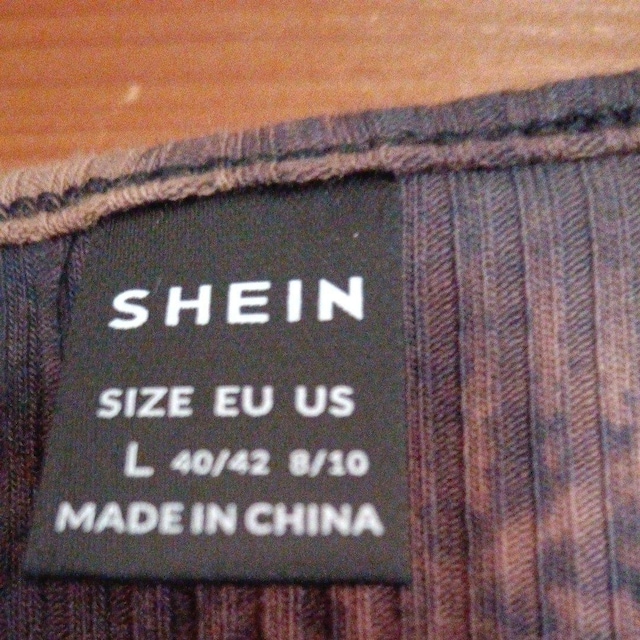 SHEIN
SIZE EU US
L 40/42 8/10
MADE IN CHINA